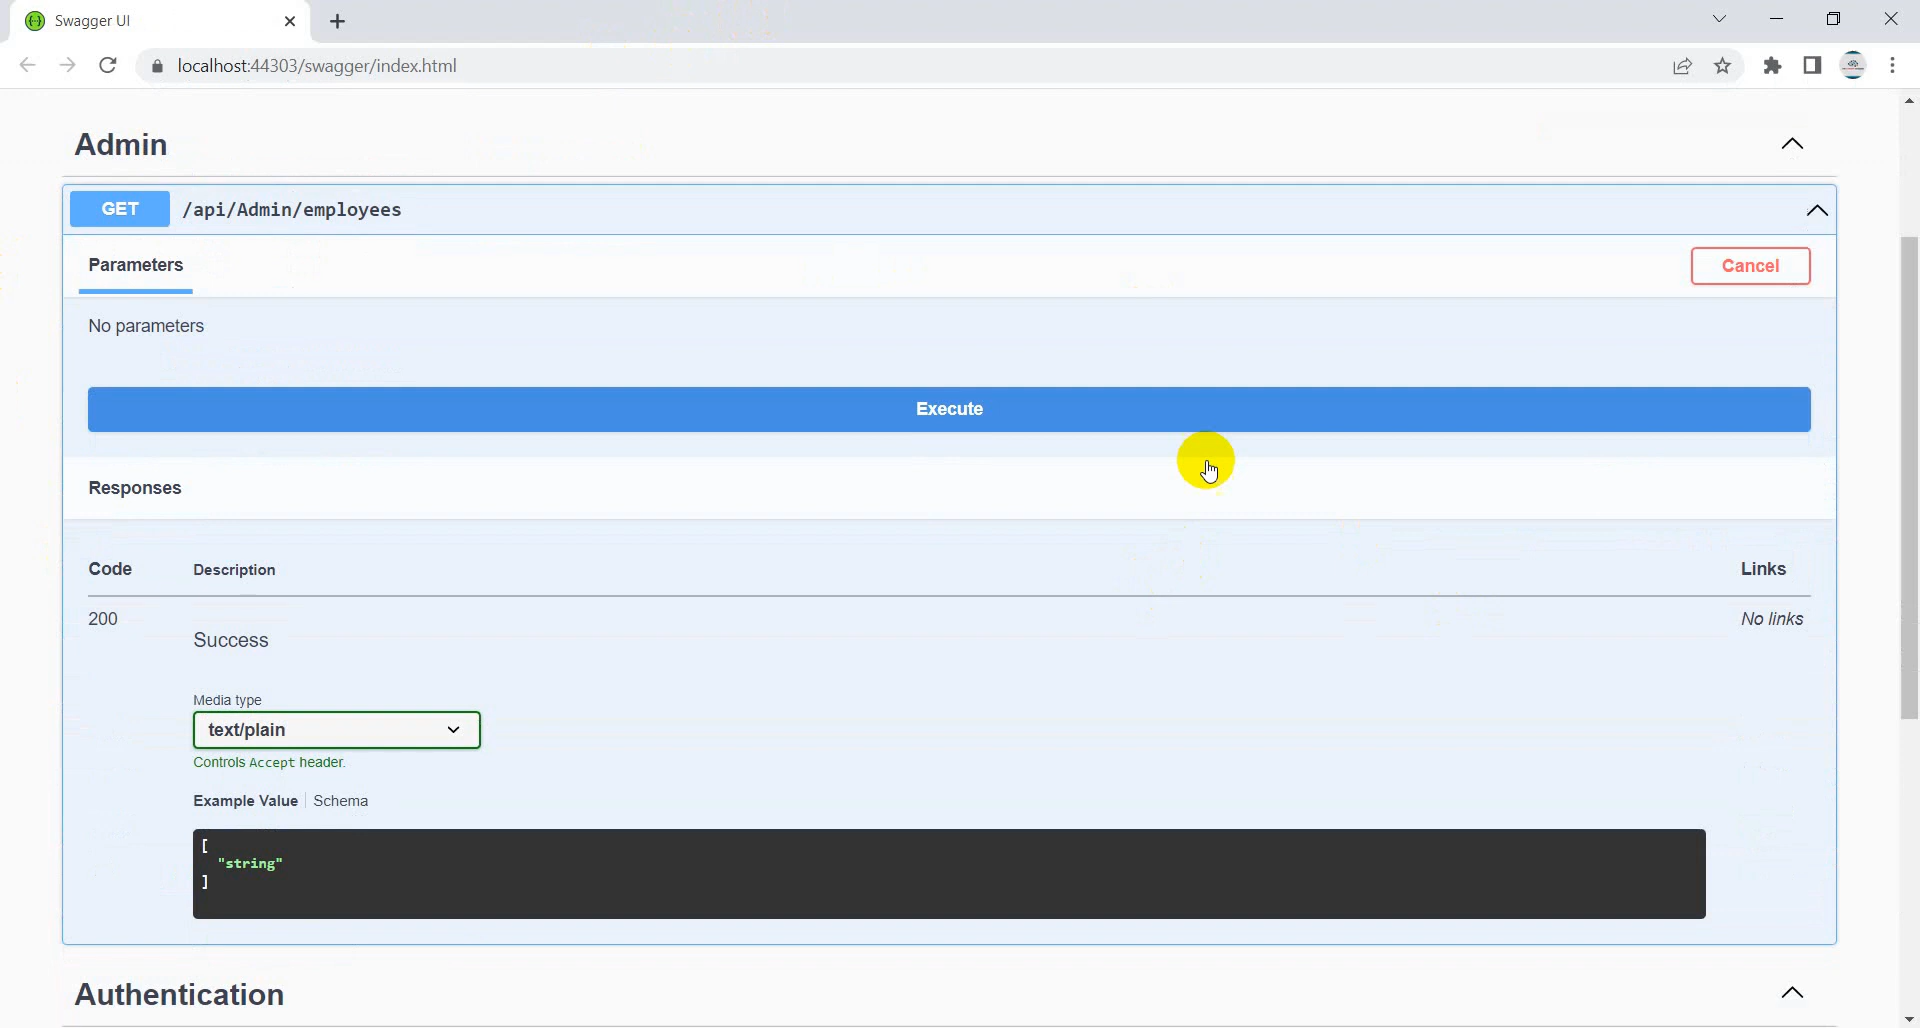 Swagger UI
localhost:44303/swagger/index.html
Admin
GET /api/Admin/employees
Parameters
Cancel
No parameters
Execute
Responses
Code Description Links
200 No links
Success
Media type
text/plain
Controls Accept header.
Example Value Schema
[
"string"
]
Authentication